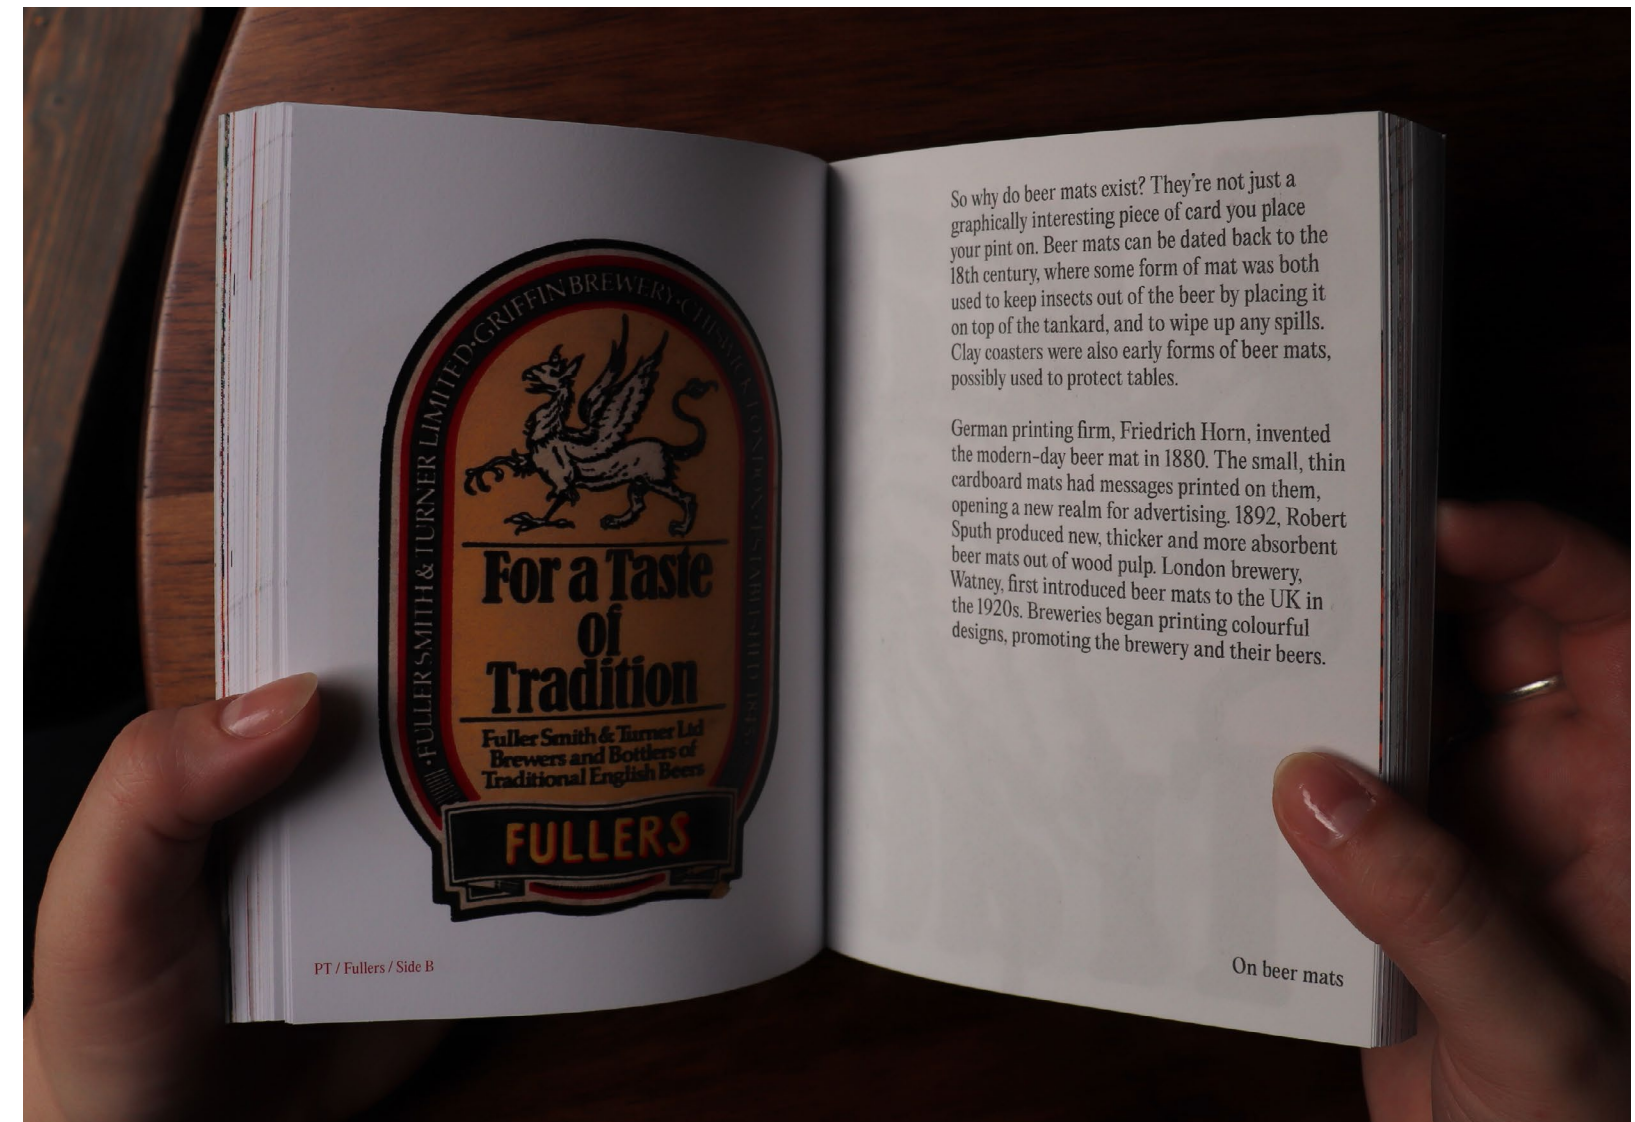 ·FULLER SMITH & TURNER LIMITED·GRIFFIN BREWERY·CHISWICK·LONDON·ESTABLISHED 1845·
For a Taste
of
Tradition
Fuller Smith & Turner Ltd
Brewers and Bottlers of
Traditional English Beers
FULLERS
PT / Fullers / Side B
So why do beer mats exist? They're not just a
graphically interesting piece of card you place
your pint on. Beer mats can be dated back to the
18th century, where some form of mat was both
used to keep insects out of the beer by placing it
on top of the tankard, and to wipe up any spills.
Clay coasters were also early forms of beer mats,
possibly used to protect tables.
German printing firm, Friedrich Horn, invented
the modern-day beer mat in 1880. The small, thin
cardboard mats had messages printed on them,
opening a new realm for advertising. 1892, Robert
Sputh produced new, thicker and more absorbent
beer mats out of wood pulp. London brewery,
Watney, first introduced beer mats to the UK in
the 1920s. Breweries began printing colourful
designs, promoting the brewery and their beers.
On beer mats